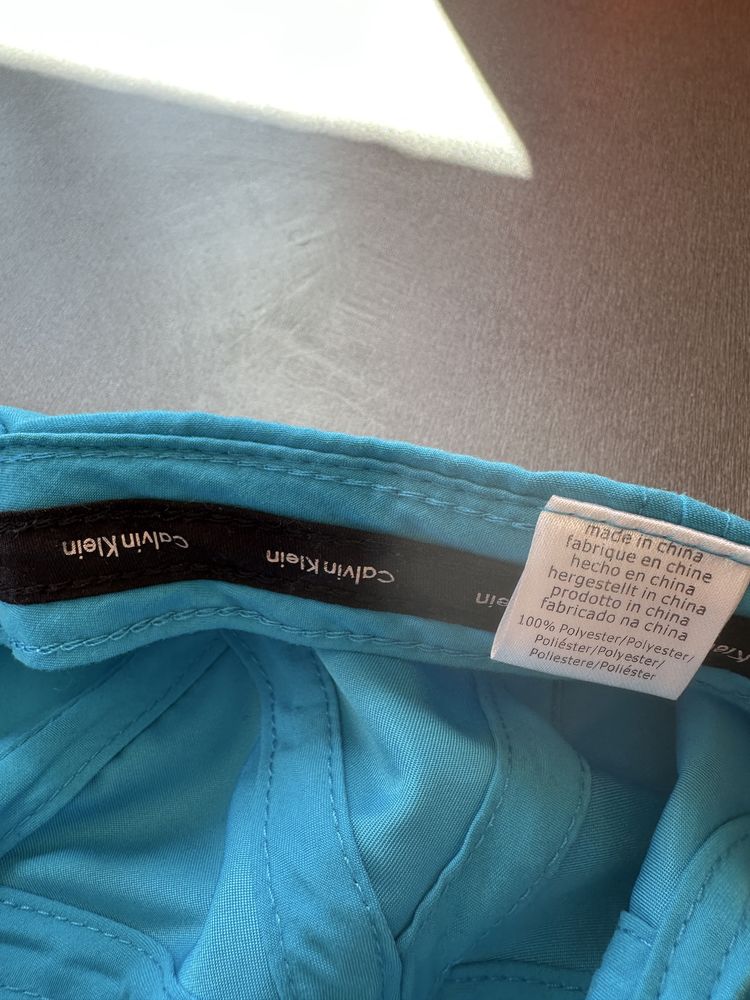 Calvin Klein
Calvin Klein
made in china
fabrique en chine
hecho en china
hergestellt in china
prodotto in china
fabricado na china
100% Polyester/Polyester/
Poliéster/Polyester/
Poliestere/Poliéster